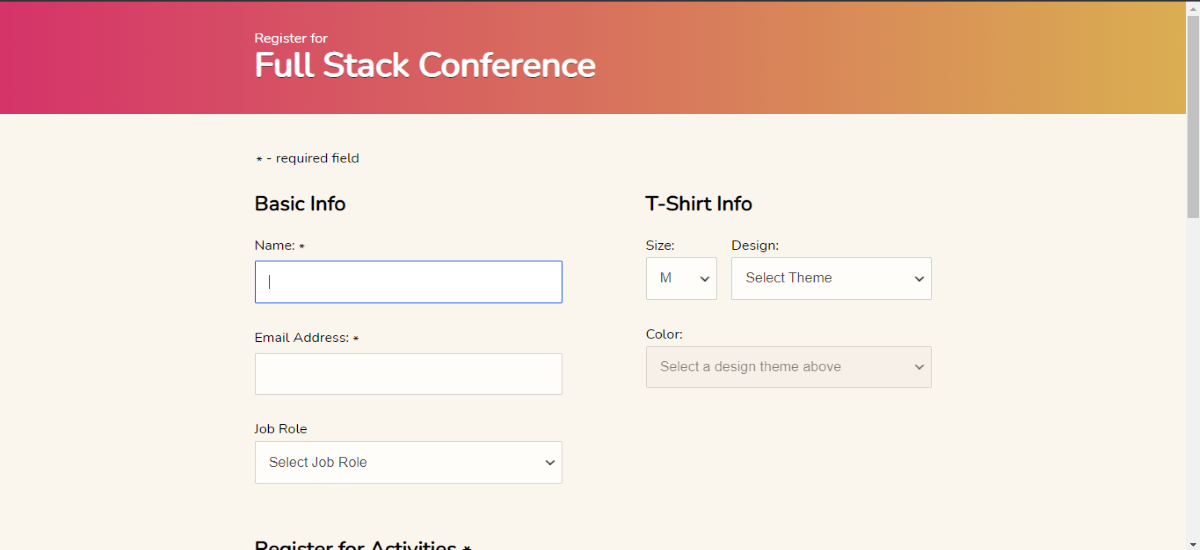 Register for
Full Stack Conference
* - required field
Basic Info
Name: *
Email Address: *
Job Role
Select Job Role
T-Shirt Info
Size:
M
Design:
Select Theme
Color:
Select a design theme above
Register for Activities *